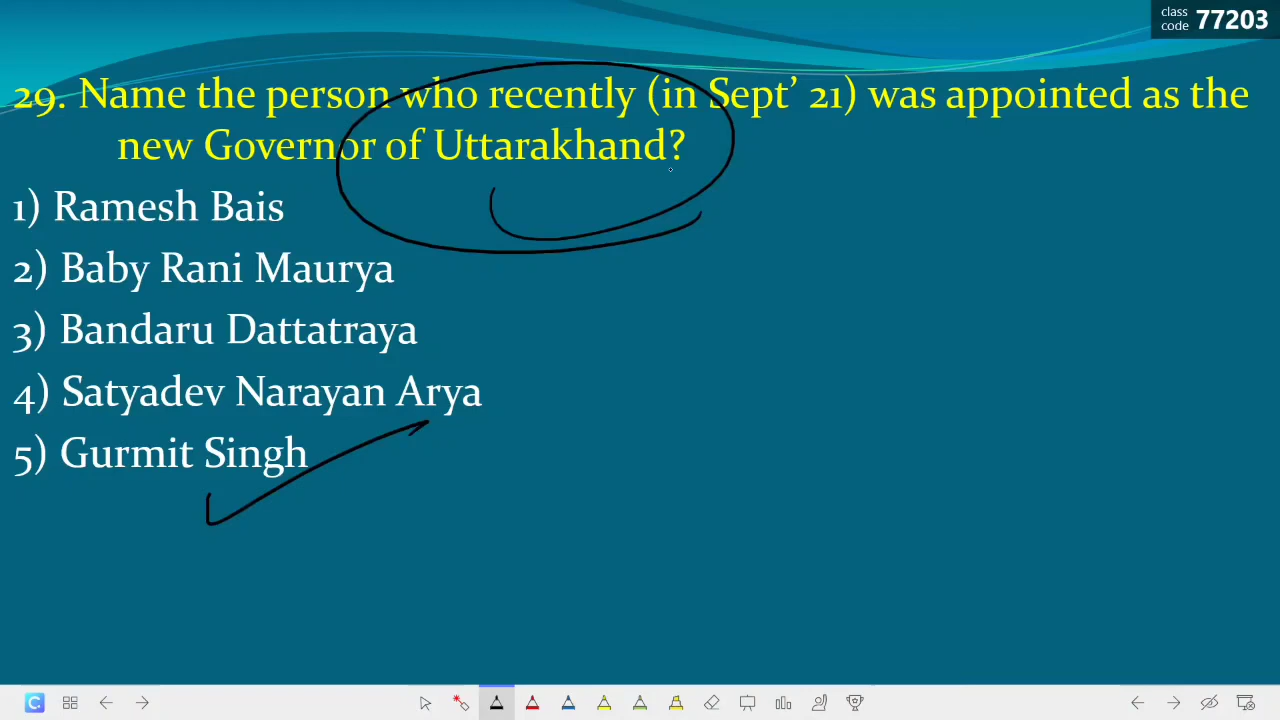 class
code 77203
29. Name the person who recently (in Sept' 21) was appointed as the
new Governor of Uttarakhand?
1) Ramesh Bais
2) Baby Rani Maurya
3) Bandaru Dattatraya
4) Satyadev Narayan Arya
5) Gurmit Singh